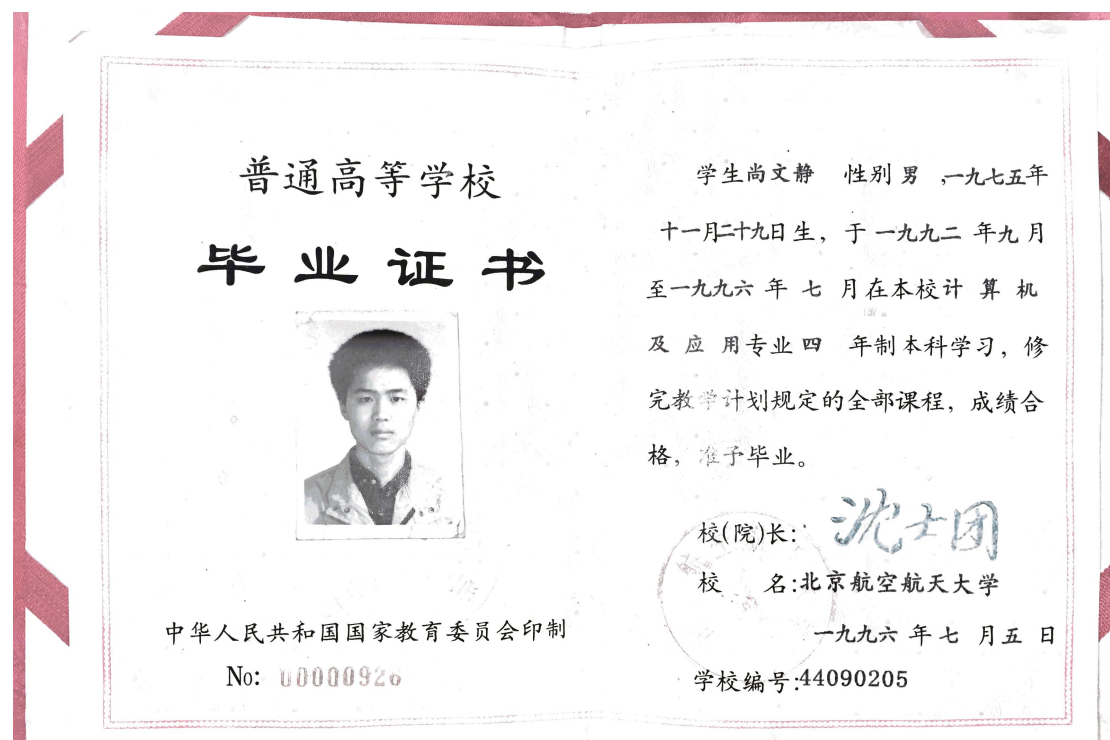 普通高等学校
毕业证书
中华人民共和国国家教育委员会印制
No: 00000926
学生尚文静 性别男,一九七五年
十一月二十九日生，于一九九二年九月
至一九九六年七月在本校计算机
及应用专业四年制本科学习，修
完教学计划规定的全部课程，成绩合
格，准予毕业。
校(院)长: 沈士团
校 名:北京航空航天大学
一九九六年七月五日
学校编号:44090205